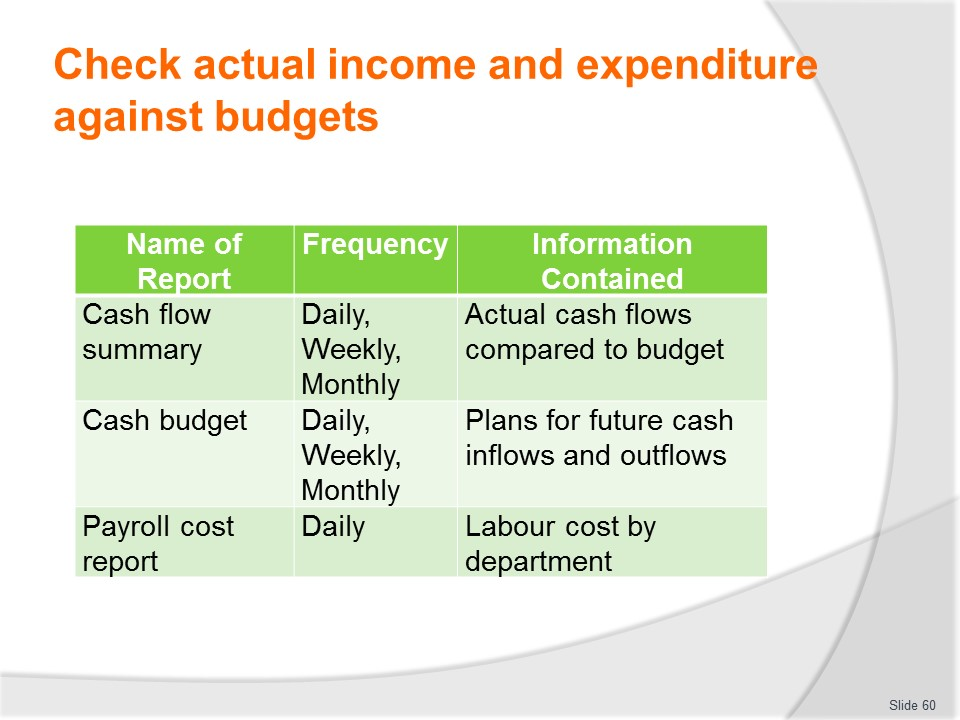 Check actual income and expenditure
against budgets
Name of
Report
Frequency
Information
Contained
Cash flow
summary
Daily,
Weekly,
Monthly
Actual cash flows
compared to budget
Cash budget
Daily,
Weekly,
Monthly
Plans for future cash
inflows and outflows
Payroll cost
report
Daily
Labour cost by
department
Slide 60